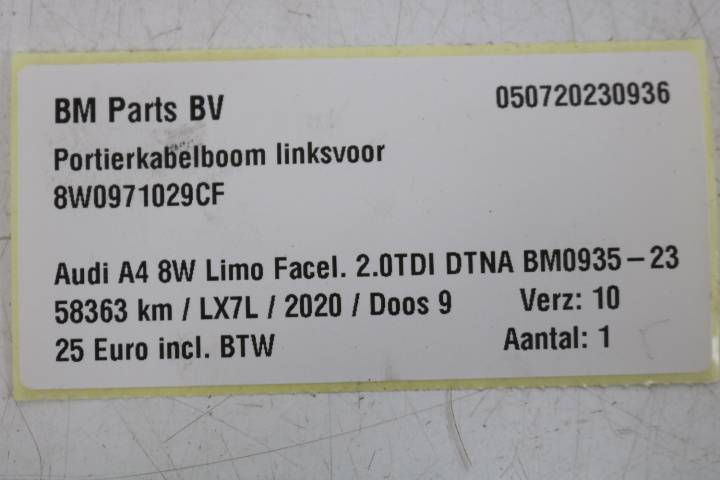 BM Parts BV 050720230936
Portierkabelboom linksvoor
8W0971029CF
Audi A4 8W Limo Facel. 2.0TDI DTNA BM0935-23
58363 km / LX7L / 2020 / Doos 9 Verz: 10
25 Euro incl. BTW Aantal: 1